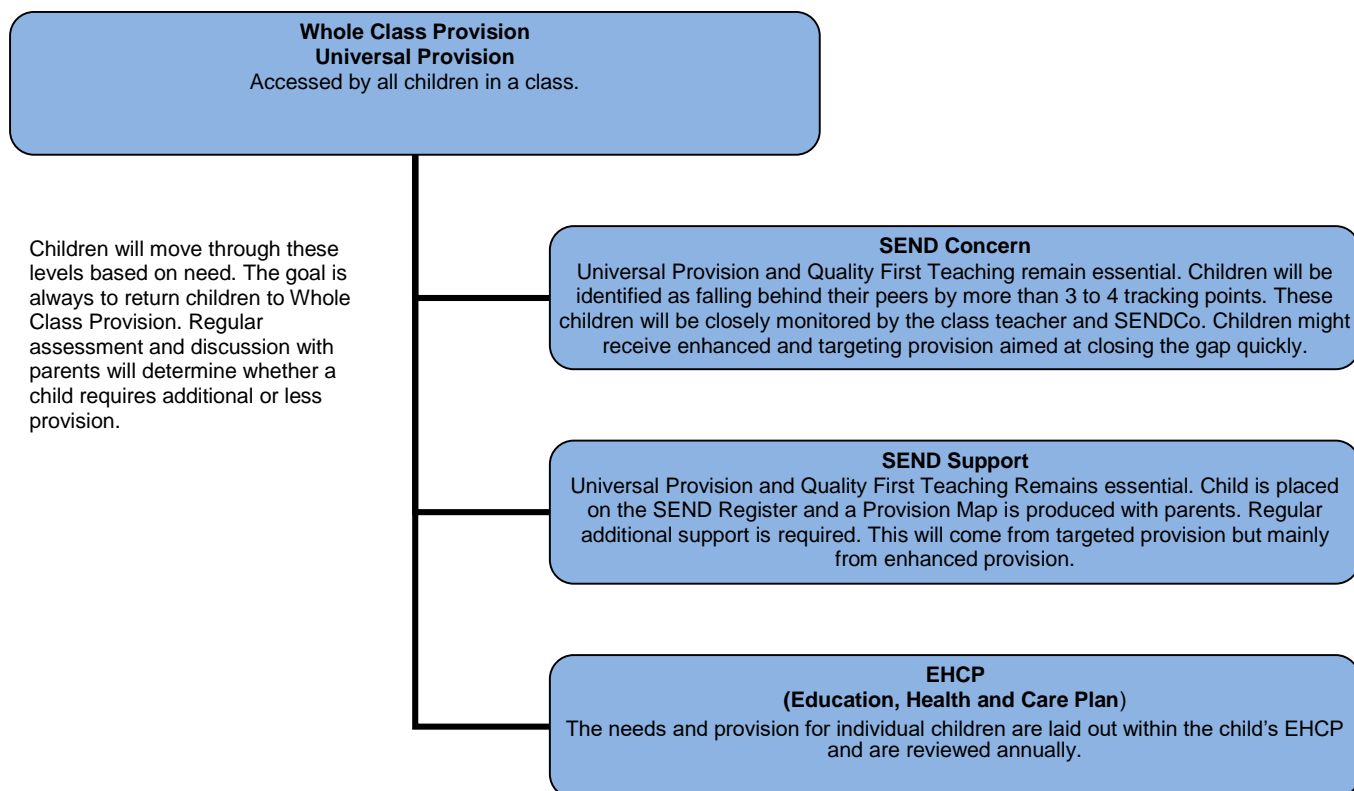 Whole Class Provision
Universal Provision
Accessed by all children in a class.
Children will move through these
levels based on need. The goal is
always to return children to Whole
Class Provision. Regular
assessment and discussion with
parents will determine whether a
child requires additional or less
provision.
SEND Concern
Universal Provision and Quality First Teaching remain essential. Children will be
identified as falling behind their peers by more than 3 to 4 tracking points. These
children will be closely monitored by the class teacher and SENDCo. Children might
receive enhanced and targeting provision aimed at closing the gap quickly.
SEND Support
Universal Provision and Quality First Teaching Remains essential. Child is placed
on the SEND Register and a Provision Map is produced with parents. Regular
additional support is required. This will come from targeted provision but mainly
from enhanced provision.
EHCP
(Education, Health and Care Plan)
The needs and provision for individual children are laid out within the child’s EHCP
and are reviewed annually.